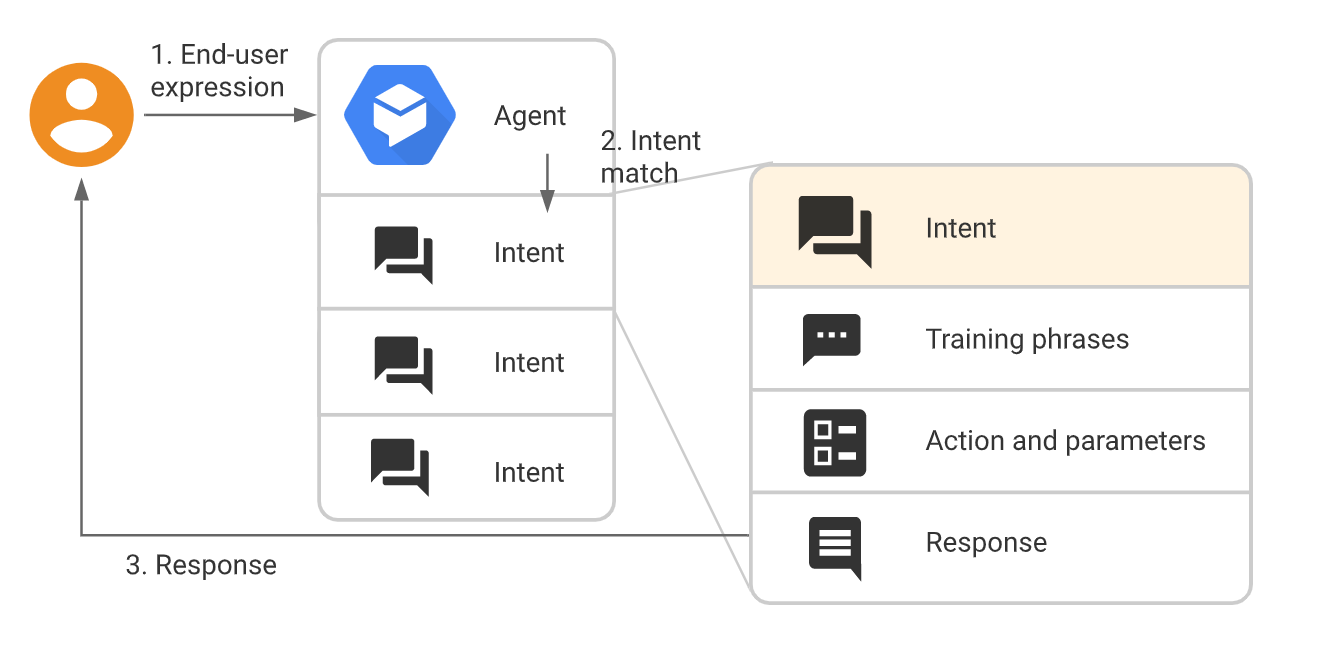 1. End-user
expression
Agent
2. Intent
match
Intent
Intent
Intent
Intent
Training phrases
Action and parameters
Response
3. Response